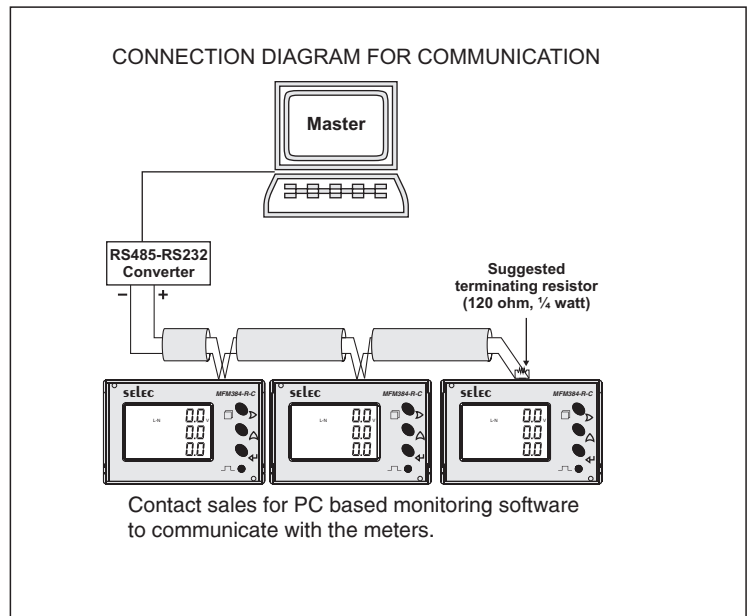 CONNECTION DIAGRAM FOR COMMUNICATION
Master
RS485-RS232
Converter
– +
Suggested
terminating resistor
(120 ohm, ¼ watt)
selec MFM384-R-C
L-N 0.0 V
0.0
0.0
selec MFM384-R-C
L-N 0.0 V
0.0
0.0
selec MFM384-R-C
L-N 0.0 V
0.0
0.0
Contact sales for PC based monitoring software
to communicate with the meters.